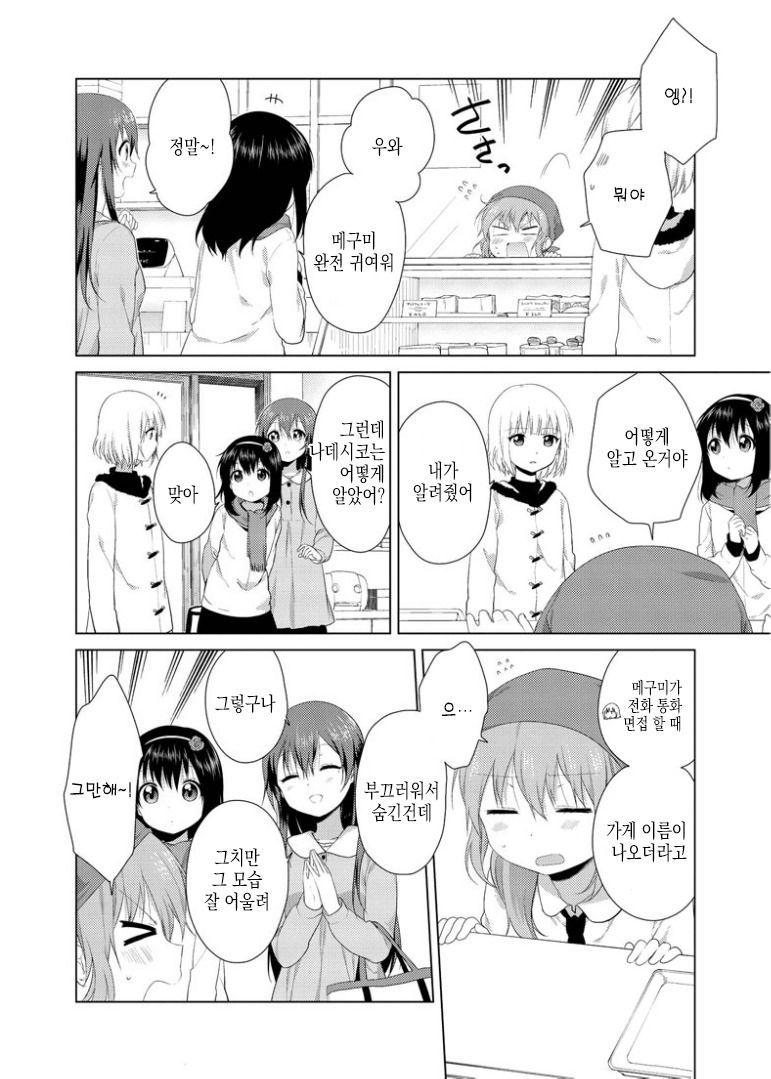 엥?!
뭐야
우와
메구미
완전 귀여워
정말~!
ささっ
어떻게
알고 온거야
내가
알려줬어
그런데
나데시코는
어떻게
알았어?
맞아
메구미가
전화 통화
면접 할 때
가게 이름이
나오더라고
으…
부끄러워서
숨긴건데
그렇구나
그치만
그 모습
잘 어울려
그만해~!